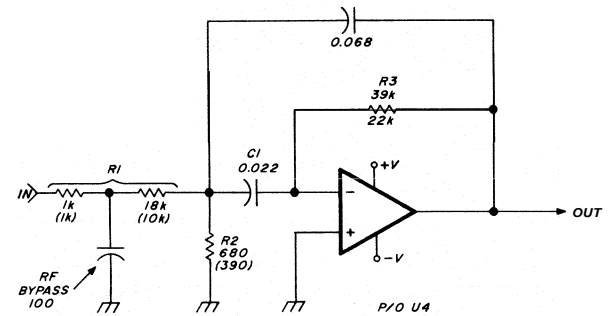 0.068
R3
39k
22k
R1
C1
0.022
IN
1k
(1k)
18k
(10k)
+V
−
+
-V
OUT
R2
680
(390)
RF
BYPASS
100
P/O U4